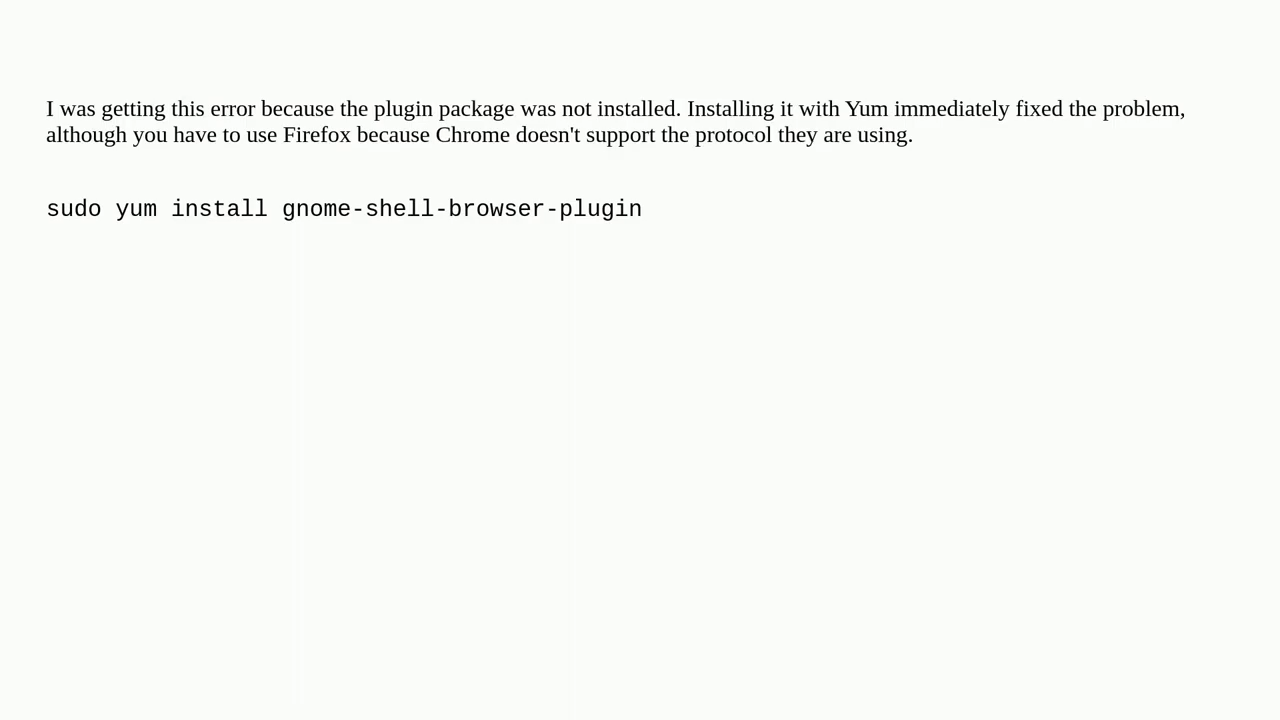 I was getting this error because the plugin package was not installed. Installing it with Yum immediately fixed the problem,
although you have to use Firefox because Chrome doesn't support the protocol they are using.
sudo yum install gnome-shell-browser-plugin